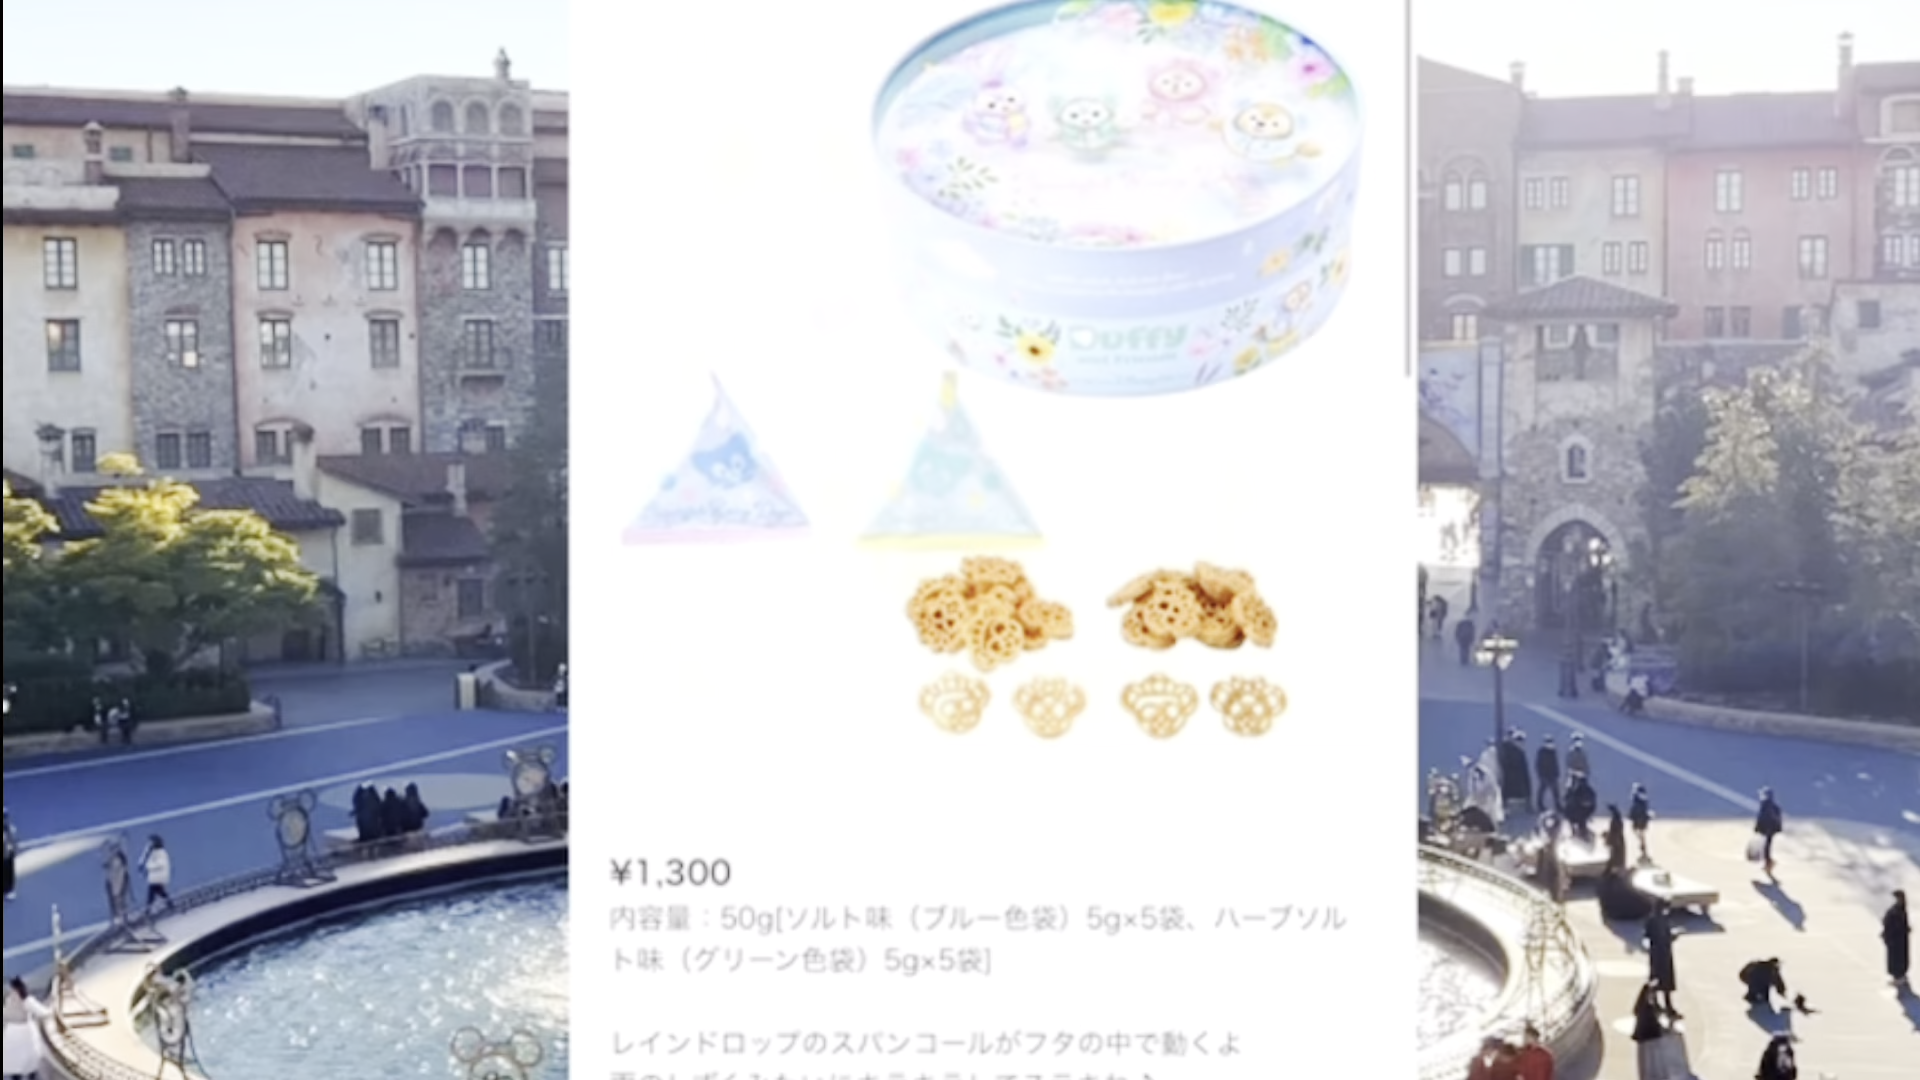 Duffy
¥1,300
内容量：50g[ソルト味（ブルー色袋）5g×5袋、ハーブソル
ト味（グリーン色袋）5g×5袋]
レインドロップのスパンコールがフタの中で動くよ